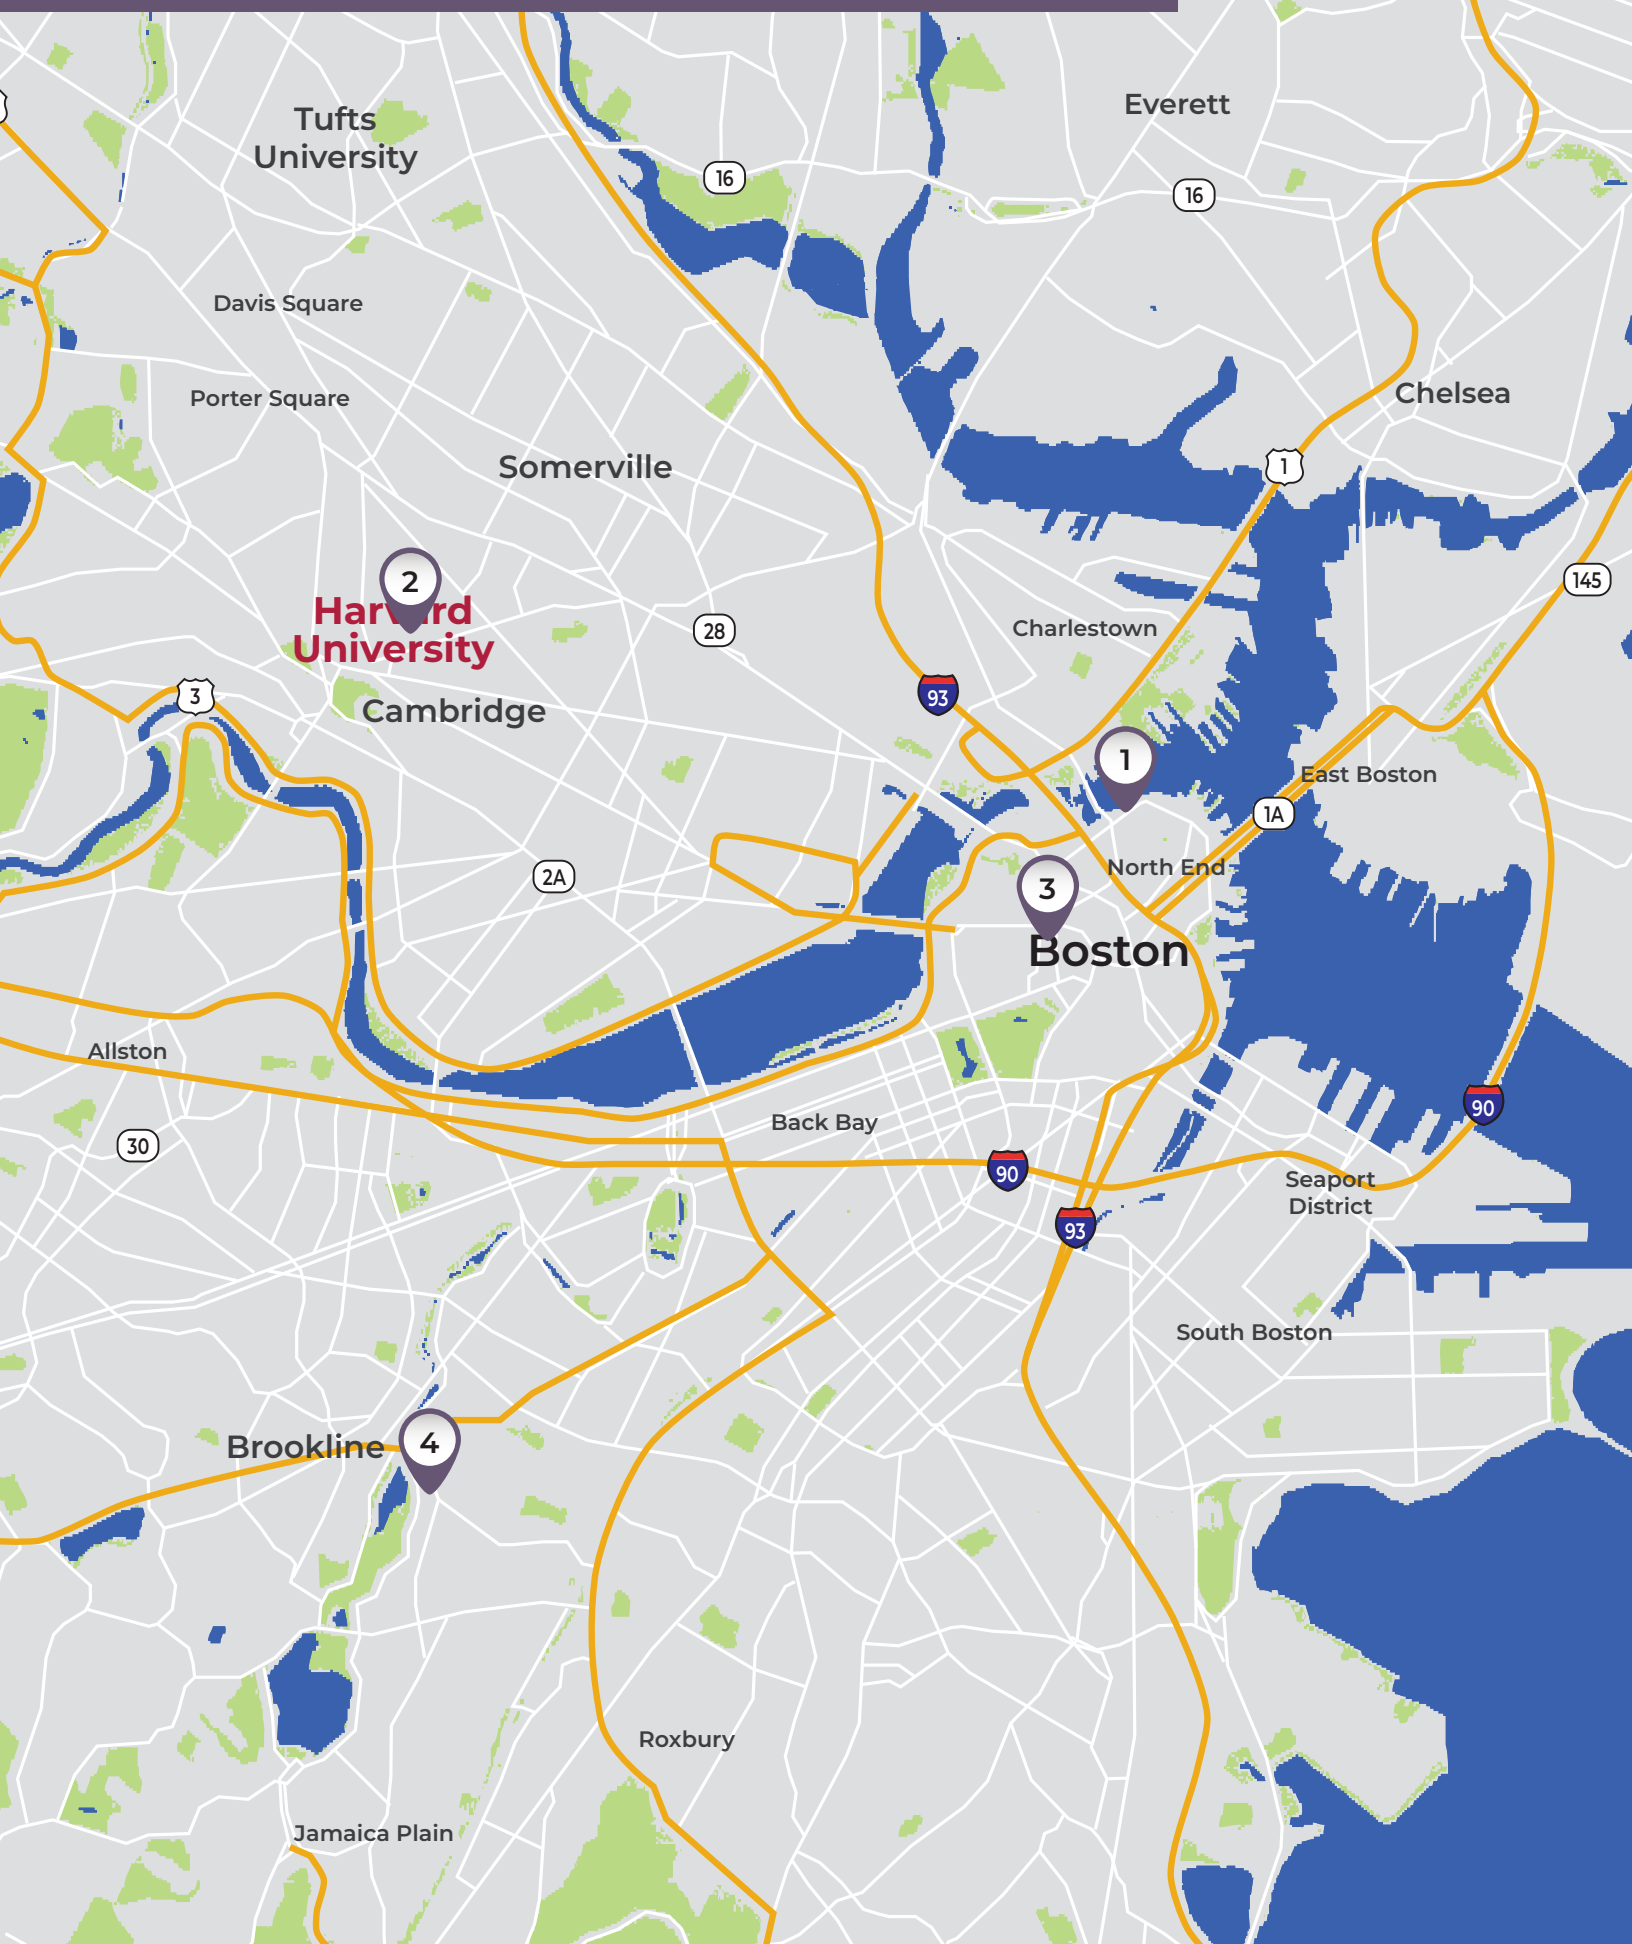 Everett
Tufts
University
16
16
Davis Square
Chelsea
Porter Square
Somerville
1
2
145
Harvard
University
Charlestown
28
3
93
Cambridge
1
East Boston
1A
North End
2A
3
Boston
Allston
90
Back Bay
30
90
Seaport
District
93
South Boston
Brookline
4
Roxbury
Jamaica Plain